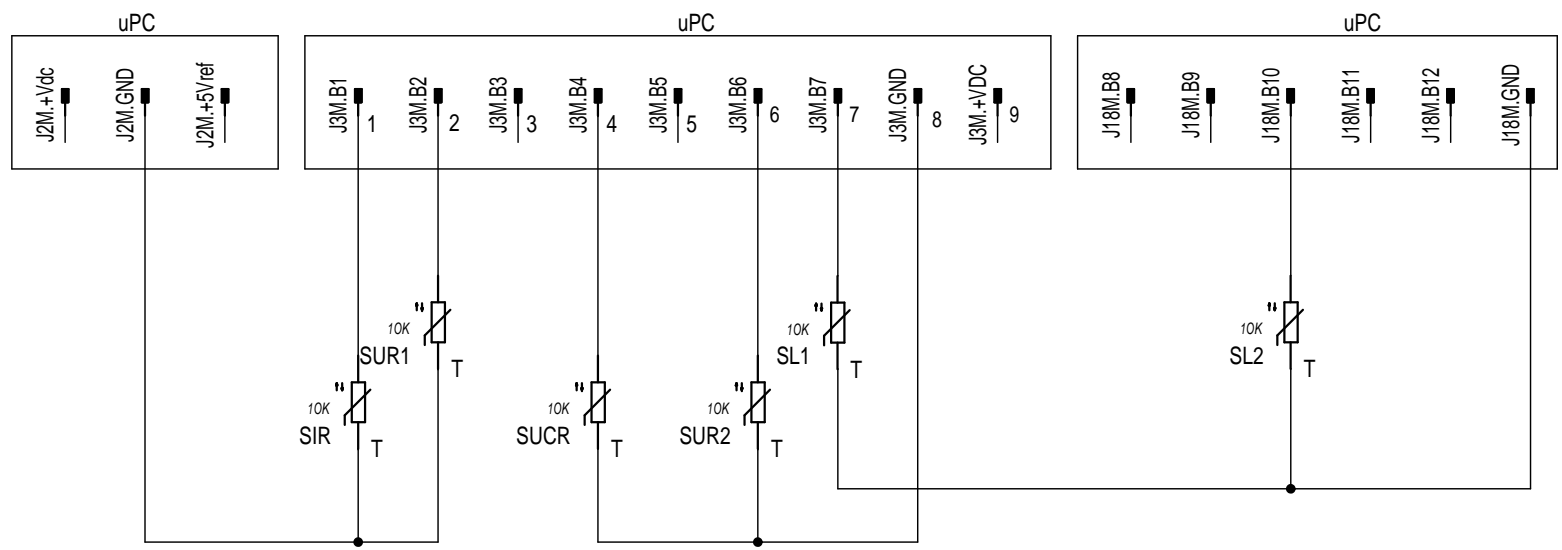 uPC
uPC
uPC
J2M.+Vdc
J2M.GND
J2M.+5Vref
J3M.B1
1
J3M.B2
2
J3M.B3
3
J3M.B4
4
J3M.B5
5
J3M.B6
6
J3M.B7
7
J3M.GND
8
J3M.+VDC
9
J18M.B8
J18M.B9
J18M.B10
J18M.B11
J18M.B12
J18M.GND
10K
SUR1
T
10K
SL1
T
10K
SL2
T
10K
SIR
T
10K
SUCR
T
10K
SUR2
T